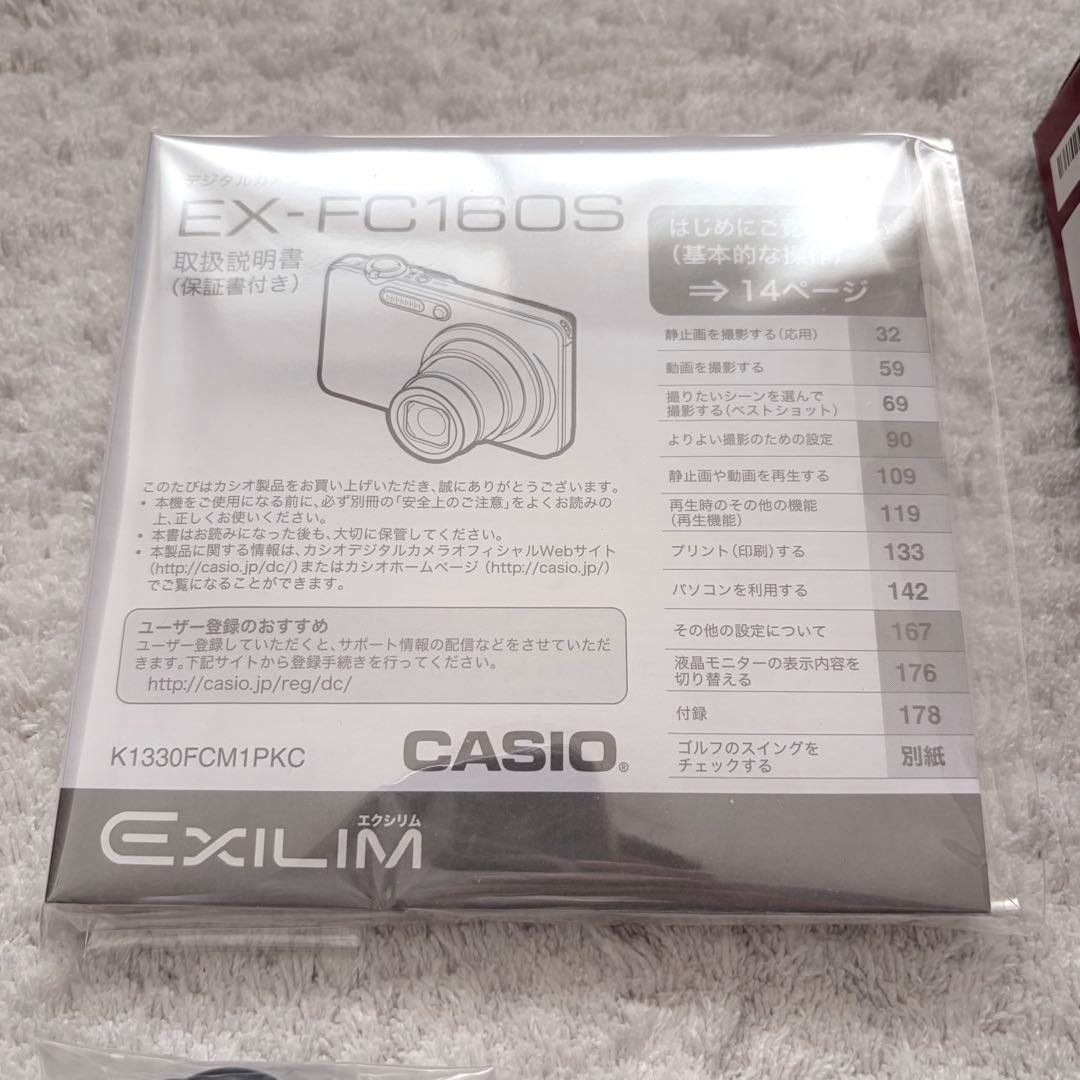 デジタルカメ
EX-FC160S
取扱説明書
(保証書付き)
このたびはカシオ製品をお買い上げいただき、誠にありがとうございます。
• 本機をご使用になる前に、必ず別冊の「安全上のご注意」をよくお読みの
上、正しくお使いください。
• 本書はお読みになった後も、大切に保管してください。
• 本製品に関する情報は、カシオデジタルカメラオフィシャルWebサイト
(http://casio.jp/dc/)またはカシオホームページ (http://casio.jp/)
でご覧になることができます。
ユーザー登録のおすすめ
ユーザー登録していただくと、サポート情報の配信などをさせていただ
きます。下記サイトから登録手続きを行ってください。
http://casio.jp/reg/dc/
K1330FCM1PKC
CASIO®
はじめにご
(基本的な操作)
⇒ 14ページ
静止画を撮影する(応用) 32
動画を撮影する 59
撮りたいシーンを選んで
撮影する(ベストショット) 69
よりよい撮影のための設定 90
静止画や動画を再生する 109
再生時のその他の機能
(再生機能) 119
プリント(印刷)する 133
パソコンを利用する 142
その他の設定について 167
液晶モニターの表示内容を
切り替える 176
付録 178
ゴルフのスイングを
チェックする 別紙
エクシリム
EXILIM